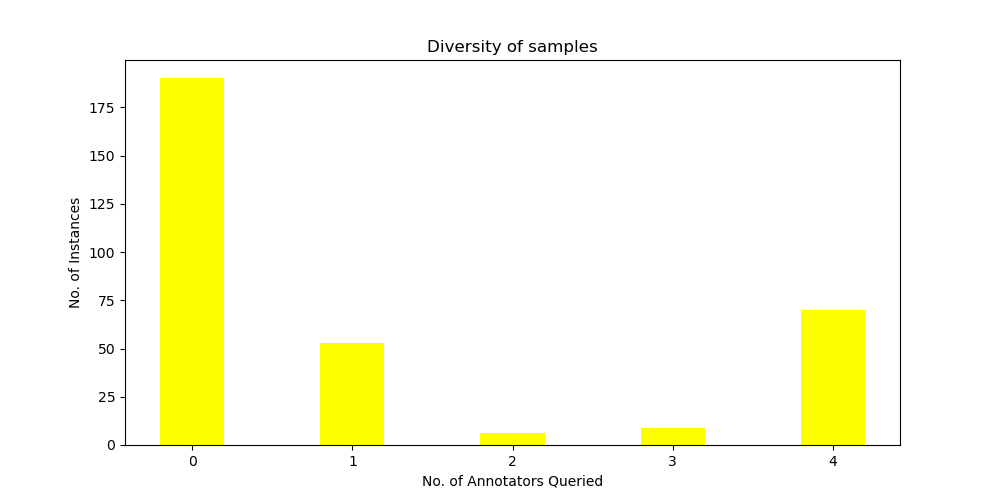 Diversity of samples
No. of Instances
175
150
125
100
75
50
25
0
0 1 2 3 4
No. of Annotators Queried